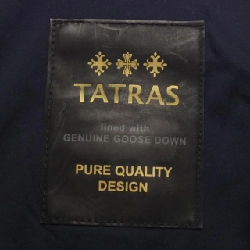 TATRAS
lined with
GENUINE GOOSE DOWN
PURE QUALITY
DESIGN